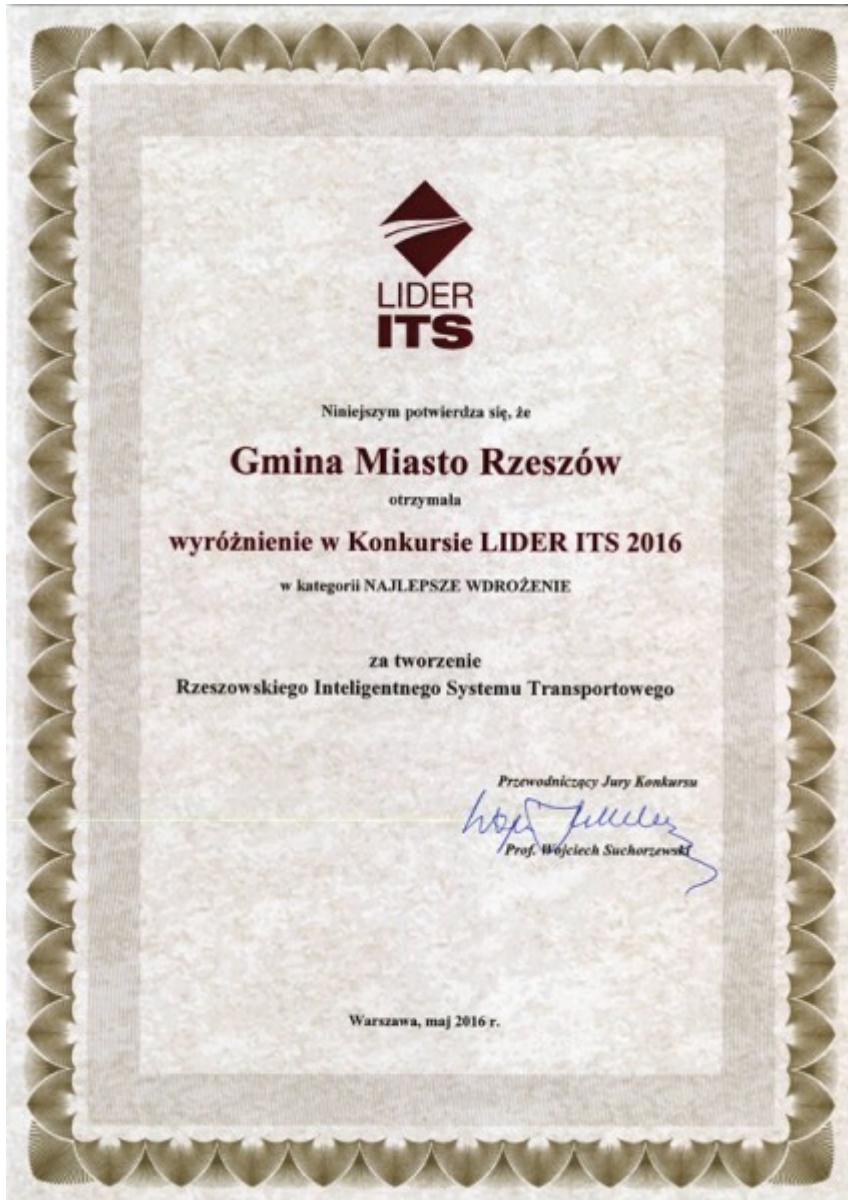 LIDER
ITS
Niniejszym potwierdza się, że
Gmina Miasto Rzeszów
otrzymała
wyróżnienie w Konkursie LIDER ITS 2016
w kategorii NAJLEPSZE WDROŻENIE
za tworzenie
Rzeszowskiego Inteligentnego Systemu Transportowego
Przewodniczący Jury Konkursu
Prof. Wojciech Suchorzewski
Warszawa, maj 2016 r.